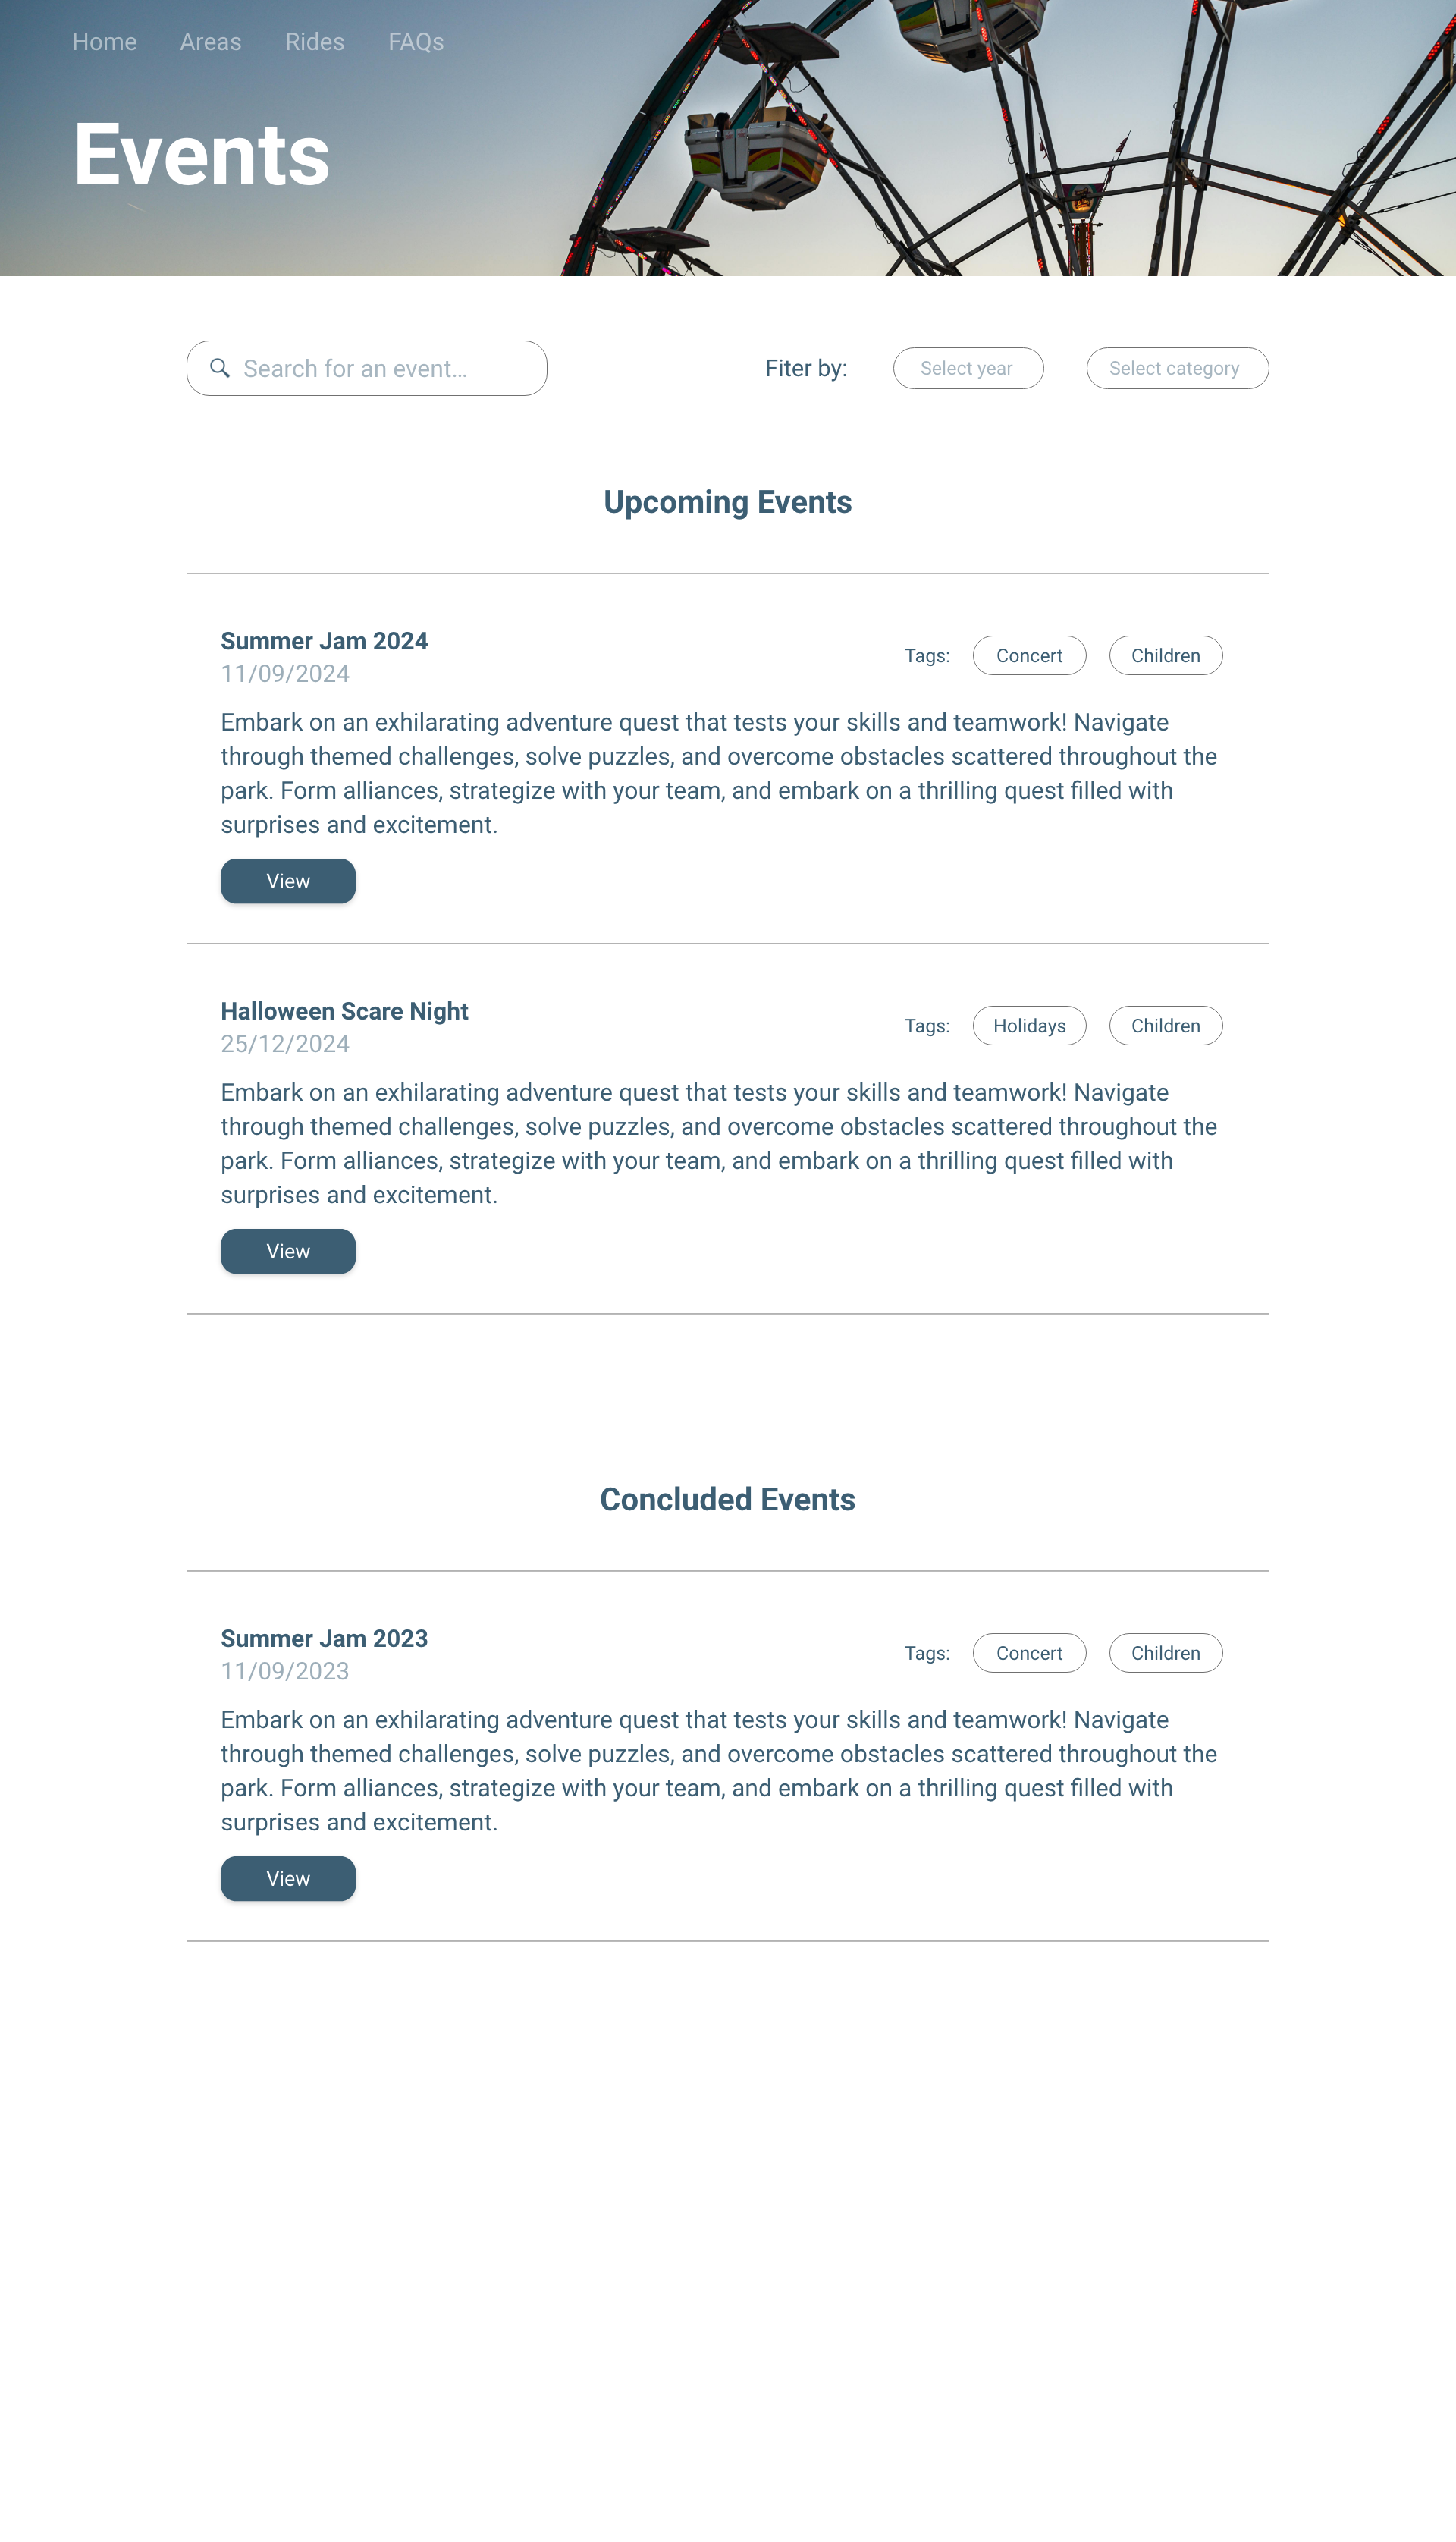 Home Areas Rides FAQs
Events
Search for an event...
Fiter by: Select year Select category
Upcoming Events
Summer Jam 2024
11/09/2024
Tags: Concert Children
Embark on an exhilarating adventure quest that tests your skills and teamwork! Navigate
through themed challenges, solve puzzles, and overcome obstacles scattered throughout the
park. Form alliances, strategize with your team, and embark on a thrilling quest filled with
surprises and excitement.
View
Halloween Scare Night
25/12/2024
Tags: Holidays Children
Embark on an exhilarating adventure quest that tests your skills and teamwork! Navigate
through themed challenges, solve puzzles, and overcome obstacles scattered throughout the
park. Form alliances, strategize with your team, and embark on a thrilling quest filled with
surprises and excitement.
View
Concluded Events
Summer Jam 2023
11/09/2023
Tags: Concert Children
Embark on an exhilarating adventure quest that tests your skills and teamwork! Navigate
through themed challenges, solve puzzles, and overcome obstacles scattered throughout the
park. Form alliances, strategize with your team, and embark on a thrilling quest filled with
surprises and excitement.
View